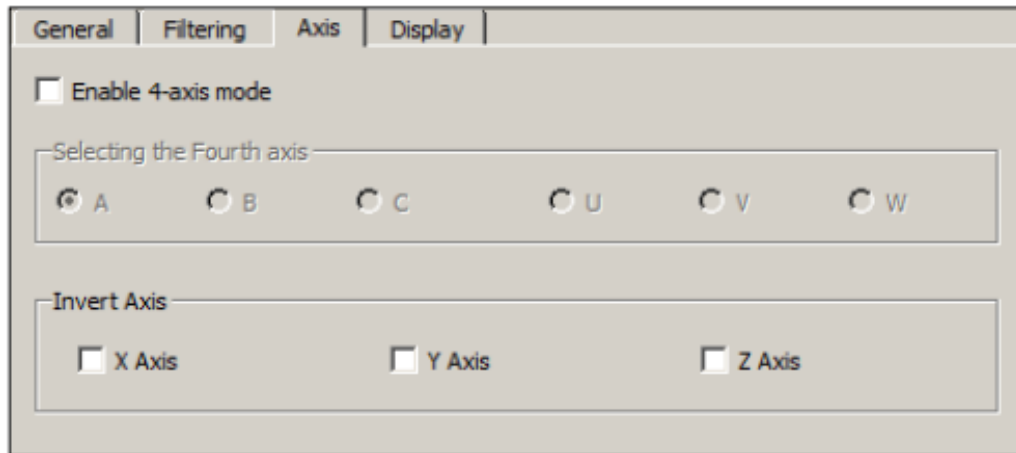 General Filtering Axis Display
Enable 4-axis mode
Selecting the Fourth axis
A B C U V W
Invert Axis
X Axis Y Axis Z Axis